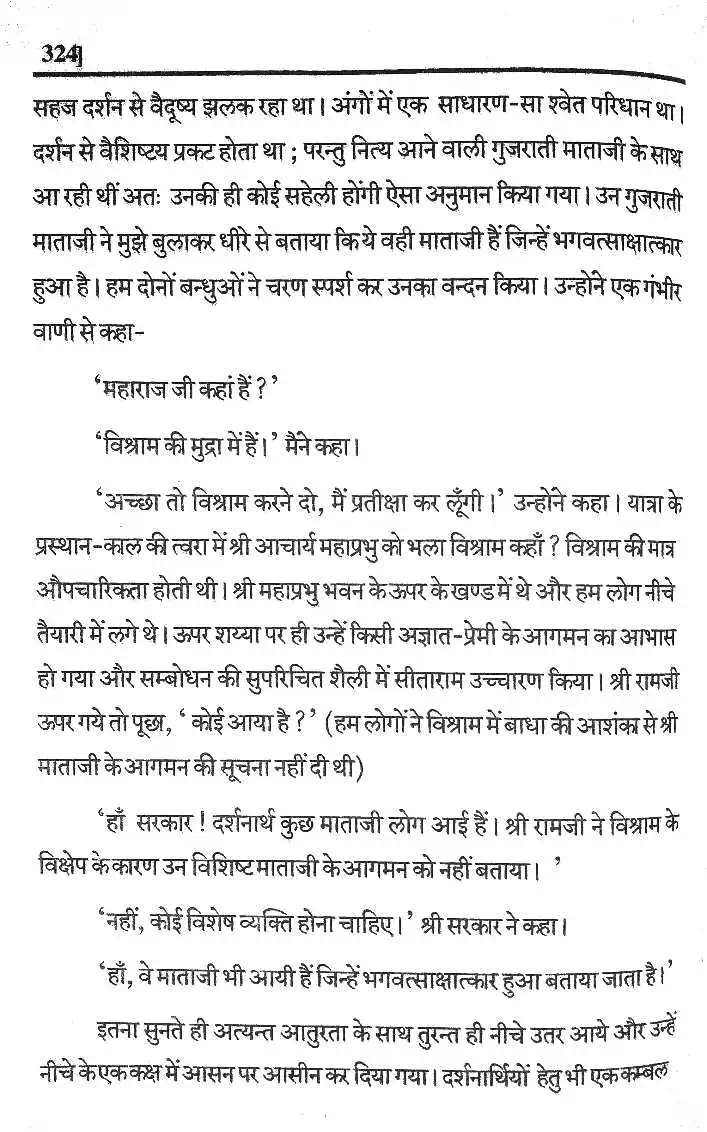 324]
सहज दर्शन से वैदूष्य झलक रहा था। अंगों में एक साधारण-सा श्वेत परिधान था।
दर्शन से वैशिष्टय प्रकट होता था ; परन्तु नित्य आने वाली गुजराती माताजी के साथ
आ रही थीं अतः उनकी ही कोई सहेली होंगी ऐसा अनुमान किया गया। उन गुजराती
माताजी ने मुझे बुलाकर धीरे से बताया कि ये वही माताजी हैं जिन्हें भगवत्साक्षात्कार
हुआ है। हम दोनों बन्धुओं ने चरण स्पर्श कर उनका वन्दन किया। उन्होंने एक गंभीर
वाणी से कहा-
‘महाराज जी कहां हैं ?’
‘विश्राम की मुद्रा में हैं।’ मैंने कहा।
‘अच्छा तो विश्राम करने दो, मैं प्रतीक्षा कर लूँगी।’ उन्होंने कहा। यात्रा के
प्रस्थान-काल की त्वरा में श्री आचार्य महाप्रभु को भला विश्राम कहाँ ? विश्राम की मात्र
औपचारिकता होती थी। श्री महाप्रभु भवन के ऊपर के खण्ड में थे और हम लोग नीचे
तैयारी में लगे थे। ऊपर शय्या पर ही उन्हें किसी अज्ञात-प्रेमी के आगमन का आभास
हो गया और सम्बोधन की सुपरिचित शैली में सीताराम उच्चारण किया। श्री रामजी
ऊपर गये तो पूछा, ‘ कोई आया है ?’ (हम लोगों ने विश्राम में बाधा की आशंका से श्री
माताजी के आगमन की सूचना नहीं दी थी)
‘हाँ सरकार ! दर्शनार्थ कुछ माताजी लोग आई हैं। श्री रामजी ने विश्राम के
विक्षेप के कारण उन विशिष्ट माताजी के आगमन को नहीं बताया। ’
‘नहीं, कोई विशेष व्यक्ति होना चाहिए।’ श्री सरकार ने कहा।
‘हाँ, वे माताजी भी आयी हैं जिन्हें भगवत्साक्षात्कार हुआ बताया जाता है।’
इतना सुनते ही अत्यन्त आतुरता के साथ तुरन्त ही नीचे उतर आये और उन्हें
नीचे के एक कक्ष में आसन पर आसीन कर दिया गया। दर्शनार्थियों हेतु भी एक कम्बल